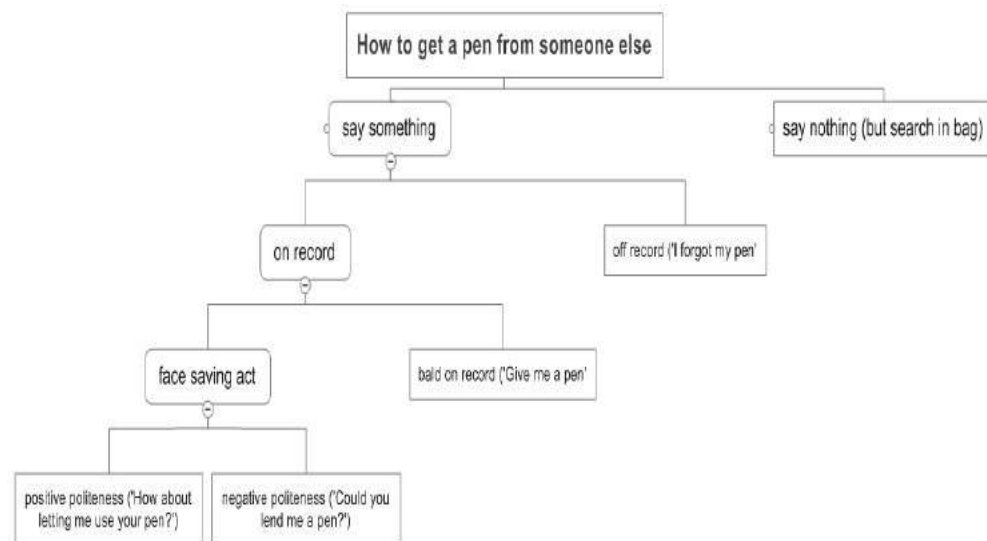 How to get a pen from someone else
say something
say nothing (but search in bag)
on record
off record ('I forgot my pen'
face saving act
bald on record ('Give me a pen'
positive politeness ('How about
letting me use your pen?')
negative politeness ('Could you
lend me a pen?')